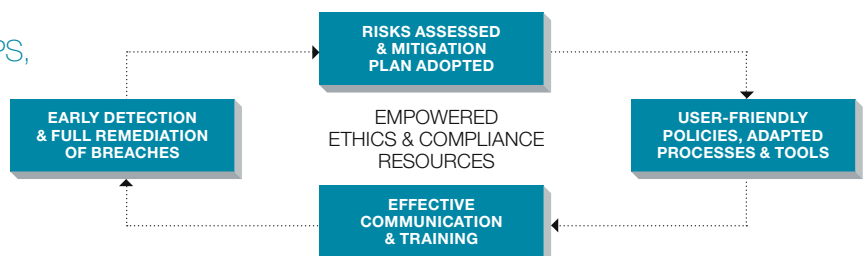 PS,
RISKS ASSESSED
& MITIGATION
PLAN ADOPTED
EARLY DETECTION
& FULL REMEDIATION
OF BREACHES
EMPOWERED
ETHICS & COMPLIANCE
RESOURCES
USER-FRIENDLY
POLICIES, ADAPTED
PROCESSES & TOOLS
EFFECTIVE
COMMUNICATION
& TRAINING